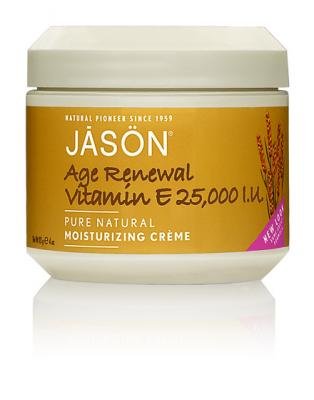 NATURAL PIONEER SINCE 1959
JĀSÖN®
Age Renewal
Vitamin E 25,000 I.U.
PURE NATURAL
MOISTURIZING CRÈME
NEW LOOK